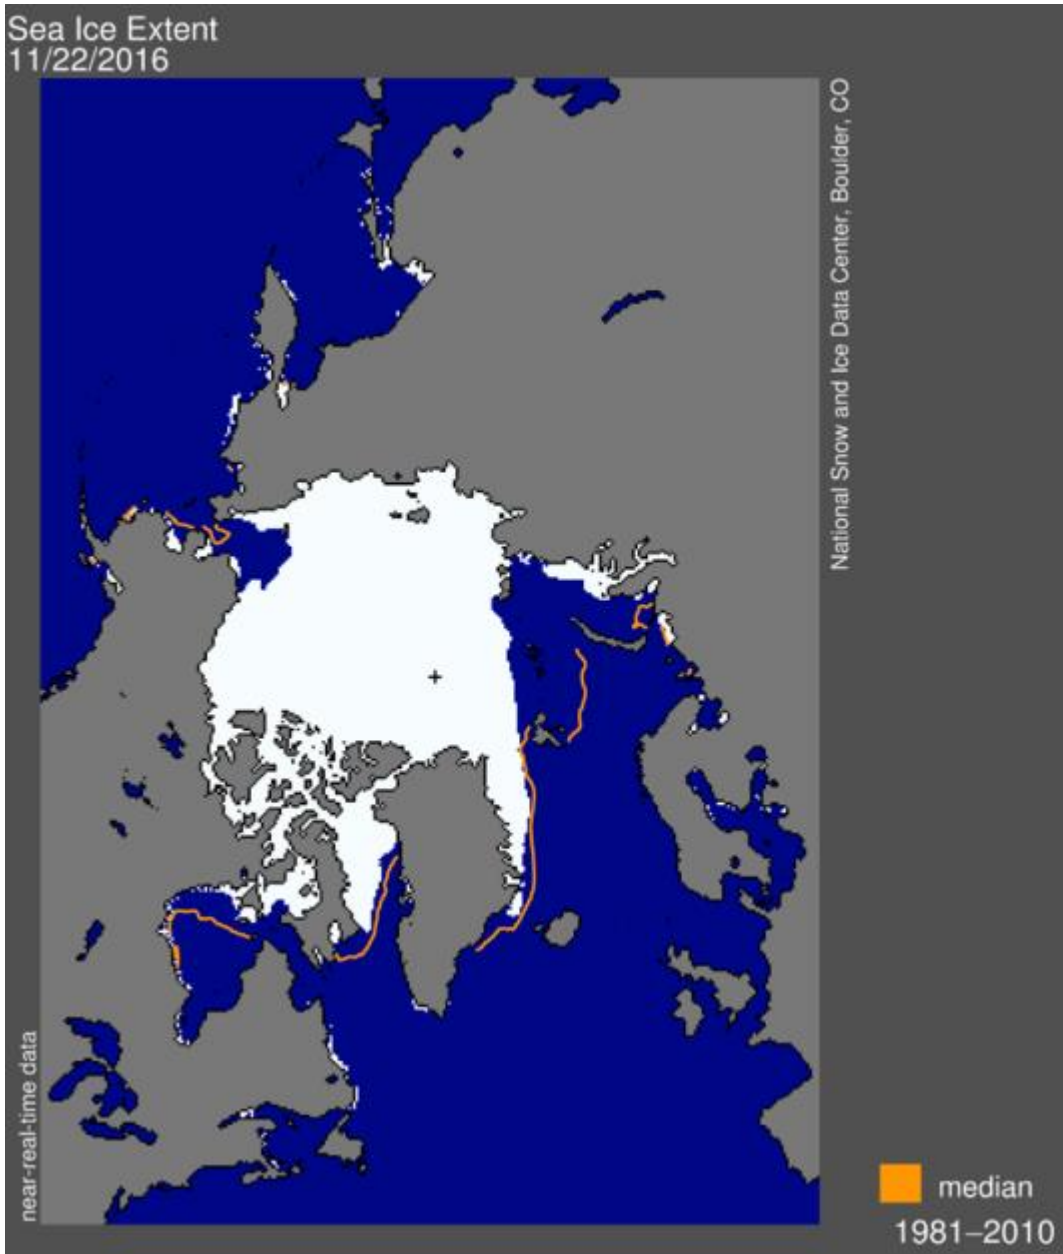 Sea Ice Extent
11/22/2016
National Snow and Ice Data Center, Boulder, CO
near-real-time data
median
1981–2010